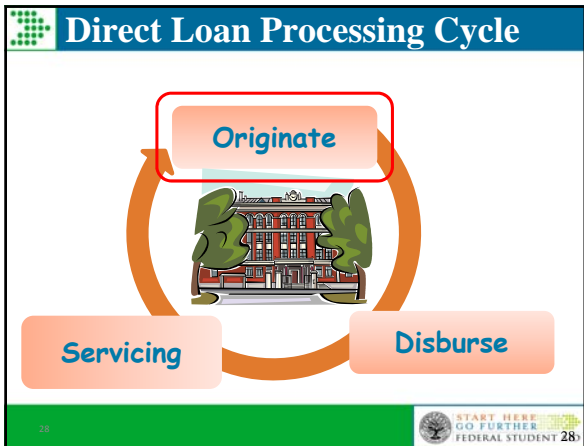 Direct Loan Processing Cycle
Originate
Servicing
Disburse
28
START HERE
GO FURTHER
FEDERAL STUDENT
28